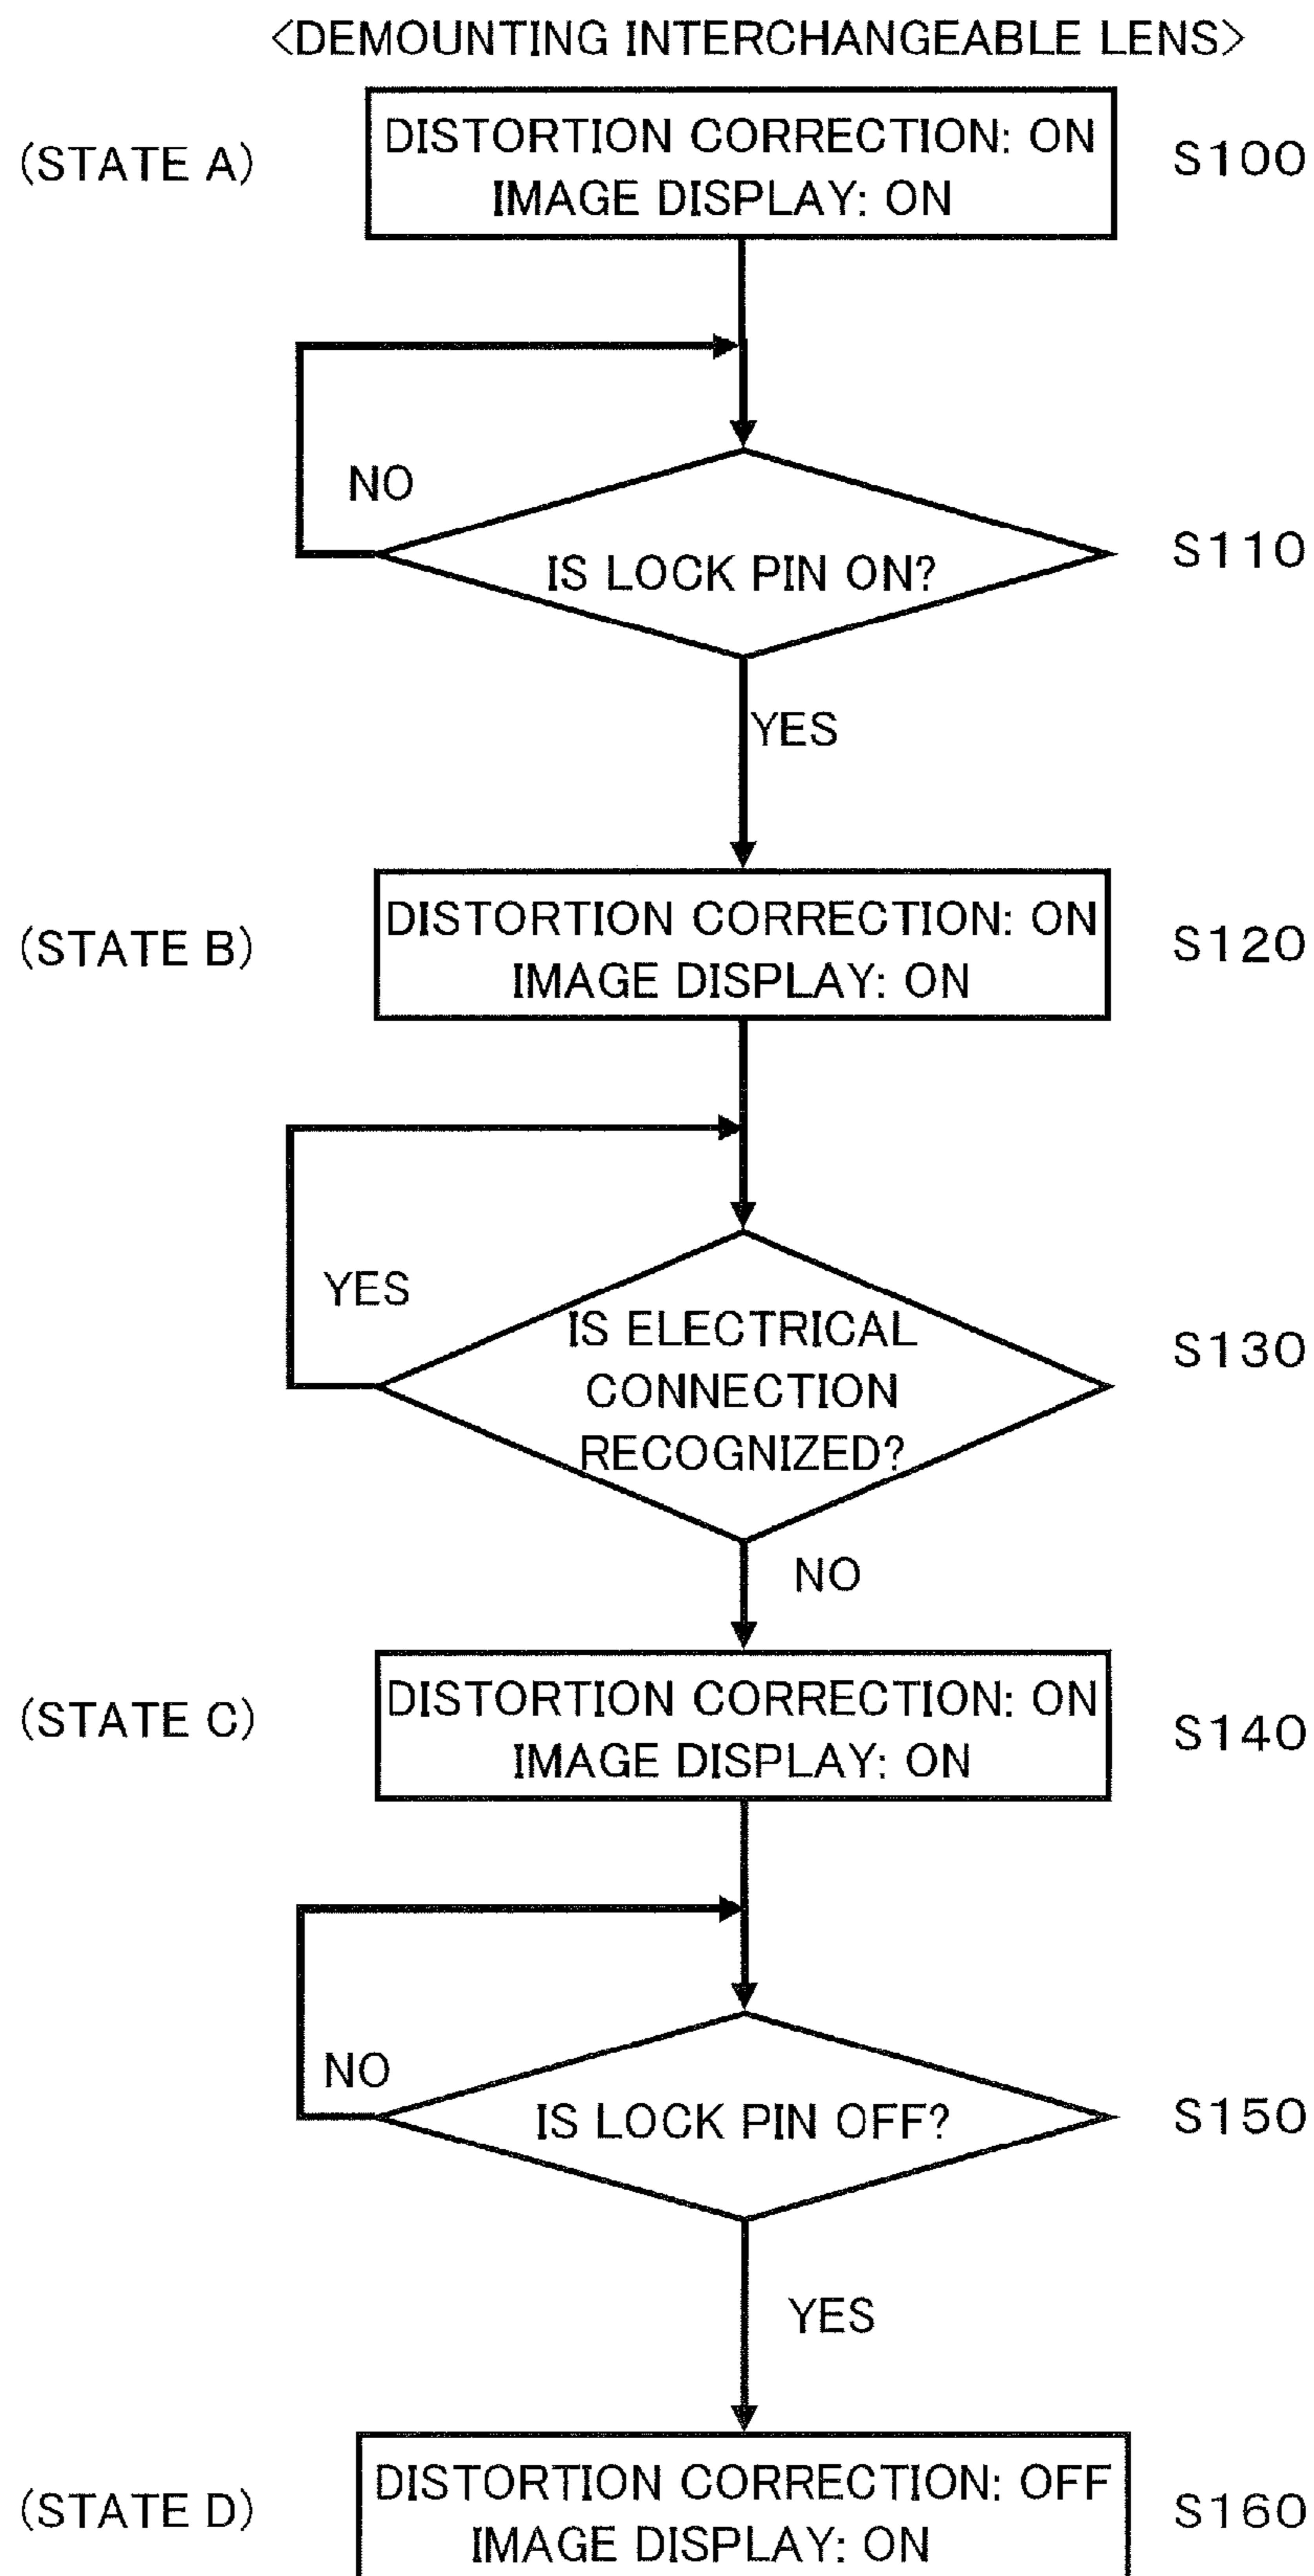 <DEMOUNTING INTERCHANGEABLE LENS>
(STATE A)
DISTORTION CORRECTION: ON
IMAGE DISPLAY: ON
S100
NO
IS LOCK PIN ON?
S110
YES
(STATE B)
DISTORTION CORRECTION: ON
IMAGE DISPLAY: ON
S120
YES
IS ELECTRICAL
CONNECTION
RECOGNIZED?
S130
NO
(STATE C)
DISTORTION CORRECTION: ON
IMAGE DISPLAY: ON
S140
NO
IS LOCK PIN OFF?
S150
YES
(STATE D)
DISTORTION CORRECTION: OFF
IMAGE DISPLAY: ON
S160